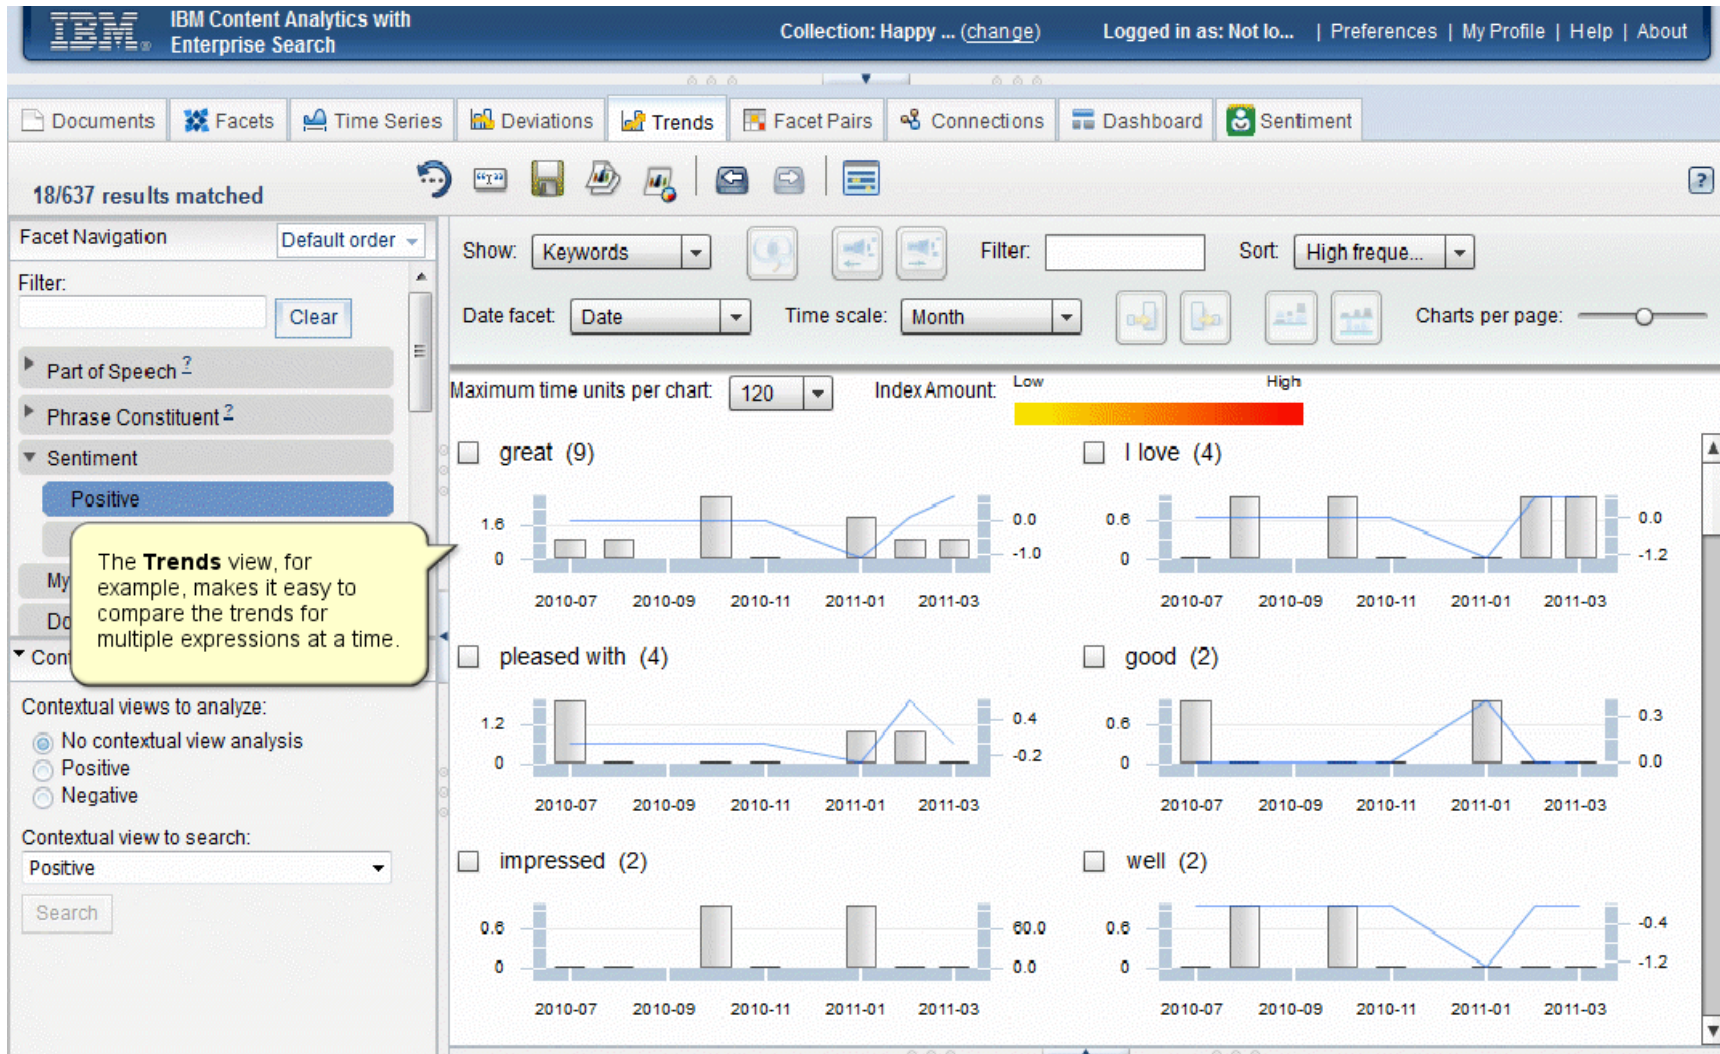 IBM®
IBM Content Analytics with
Enterprise Search
Collection: Happy ... (change)
Logged in as: Not lo... | Preferences | My Profile | Help | About
Documents
Facets
Time Series
Deviations
Trends
Facet Pairs
Connections
Dashboard
Sentiment
18/637 results matched
?
Facet Navigation
Default order
Filter:
Clear
Part of Speech ?
Phrase Constituent ?
Sentiment
Positive
The Trends view, for
example, makes it easy to
compare the trends for
multiple expressions at a time.
My
Do
Cont
Contextual views to analyze:
No contextual view analysis
Positive
Negative
Contextual view to search:
Positive
Search
Show: Keywords
Filter:
Sort: High freque...
Date facet: Date
Time scale: Month
Charts per page:
Maximum time units per chart: 120
Index Amount: Low High
great (9)
1.6
0
0.0
-1.0
2010-07 2010-09 2010-11 2011-01 2011-03
I love (4)
0.6
0
0.0
-1.2
2010-07 2010-09 2010-11 2011-01 2011-03
pleased with (4)
1.2
0
0.4
-0.2
2010-07 2010-09 2010-11 2011-01 2011-03
good (2)
0.6
0
0.3
0.0
2010-07 2010-09 2010-11 2011-01 2011-03
impressed (2)
0.6
0
60.0
0.0
2010-07 2010-09 2010-11 2011-01 2011-03
well (2)
0.6
0
-0.4
-1.2
2010-07 2010-09 2010-11 2011-01 2011-03